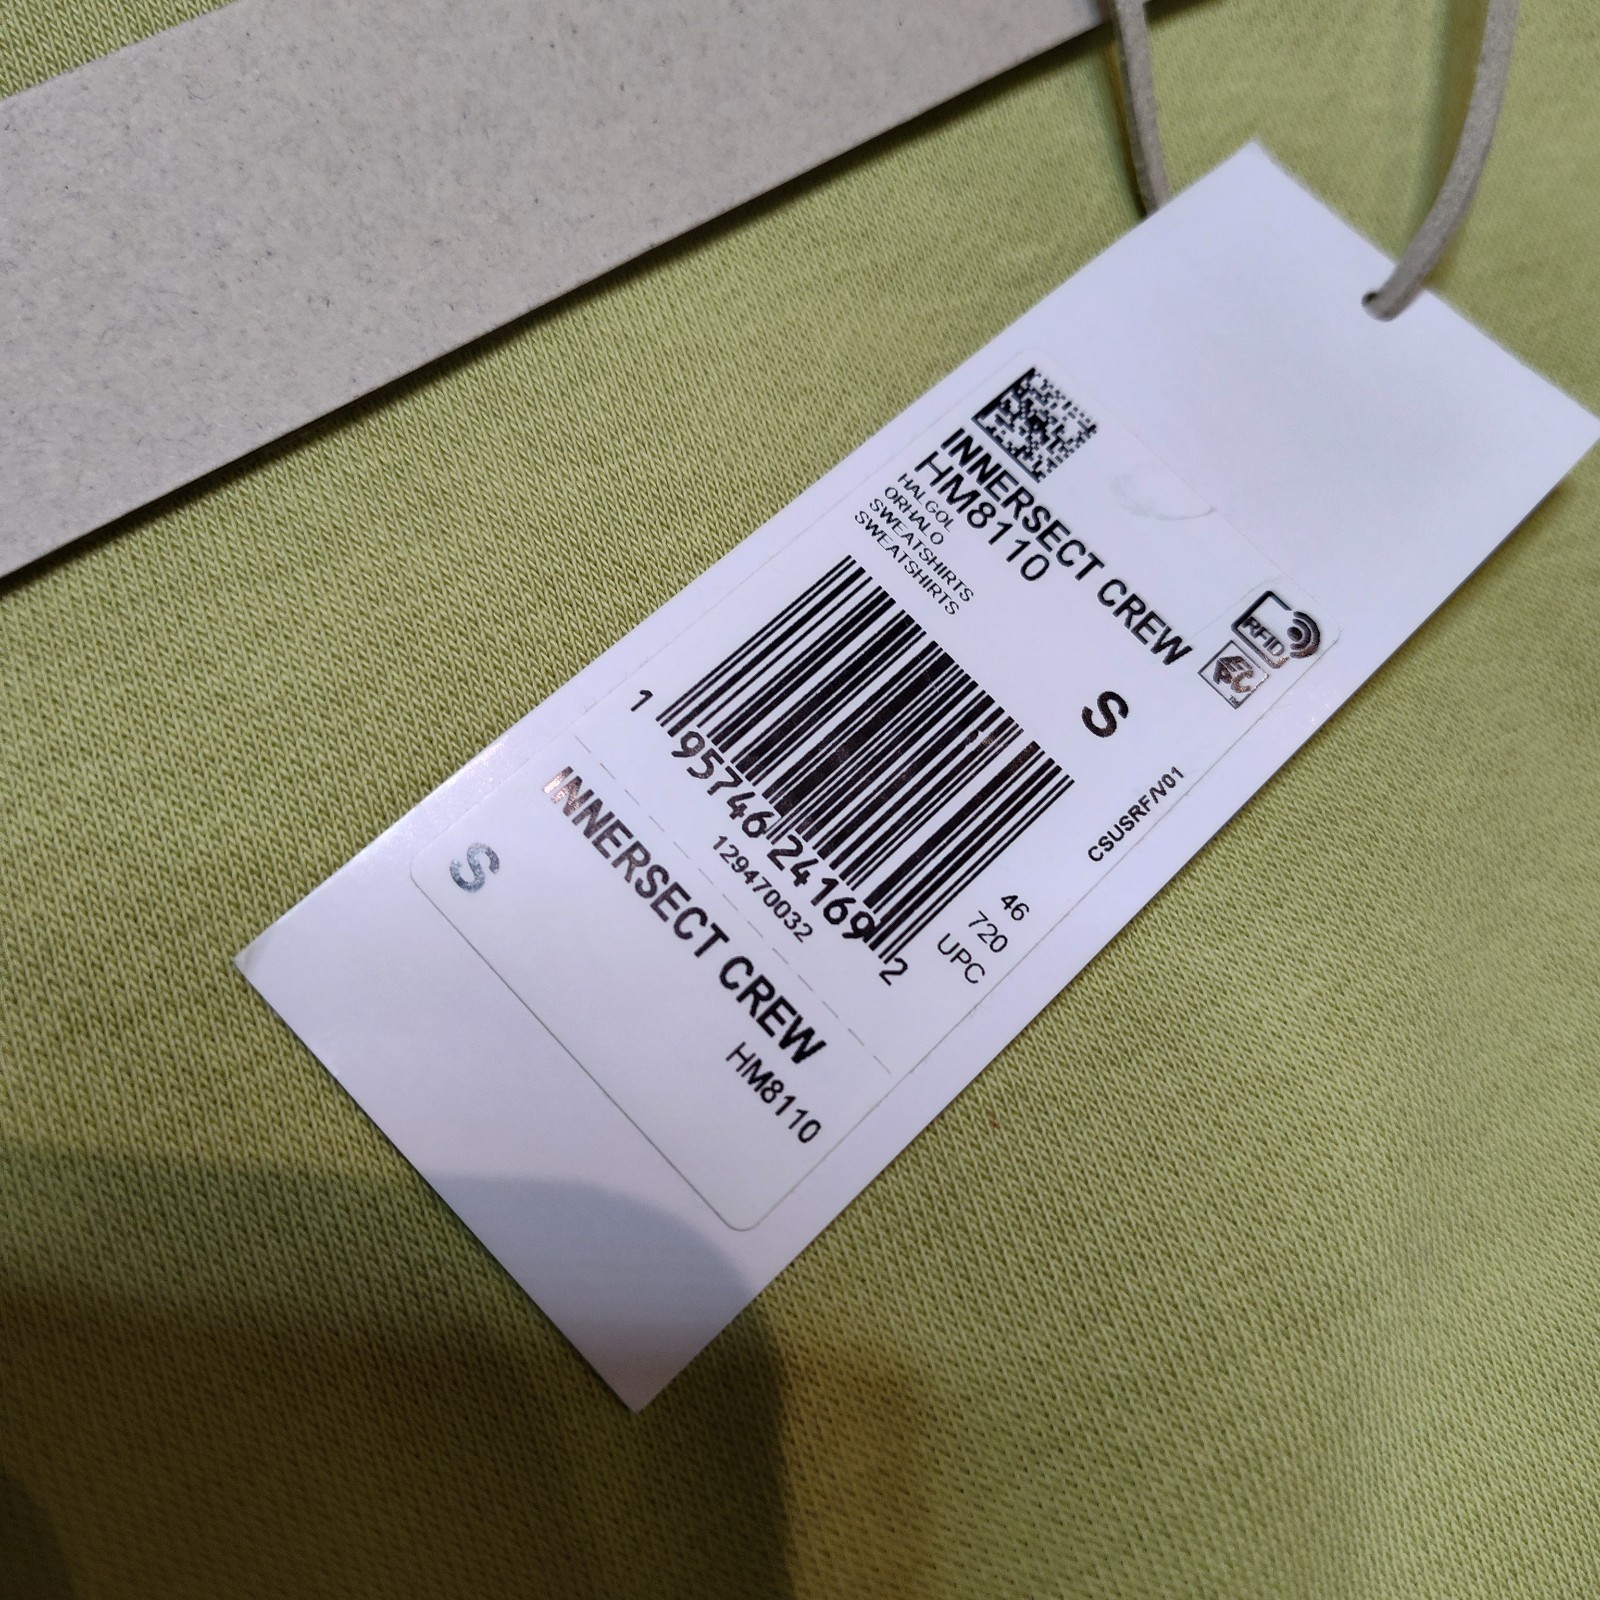 INNERSECT CREW
HM8110
HALGOL
ORHALO
SWEATSHIRTS
SWEATSHIRTS
RFID
EPC
S
CSUSRF/V01
1 95746 24169 2
129470032
46
720
UPC
INNERSECT CREW
HM8110
S